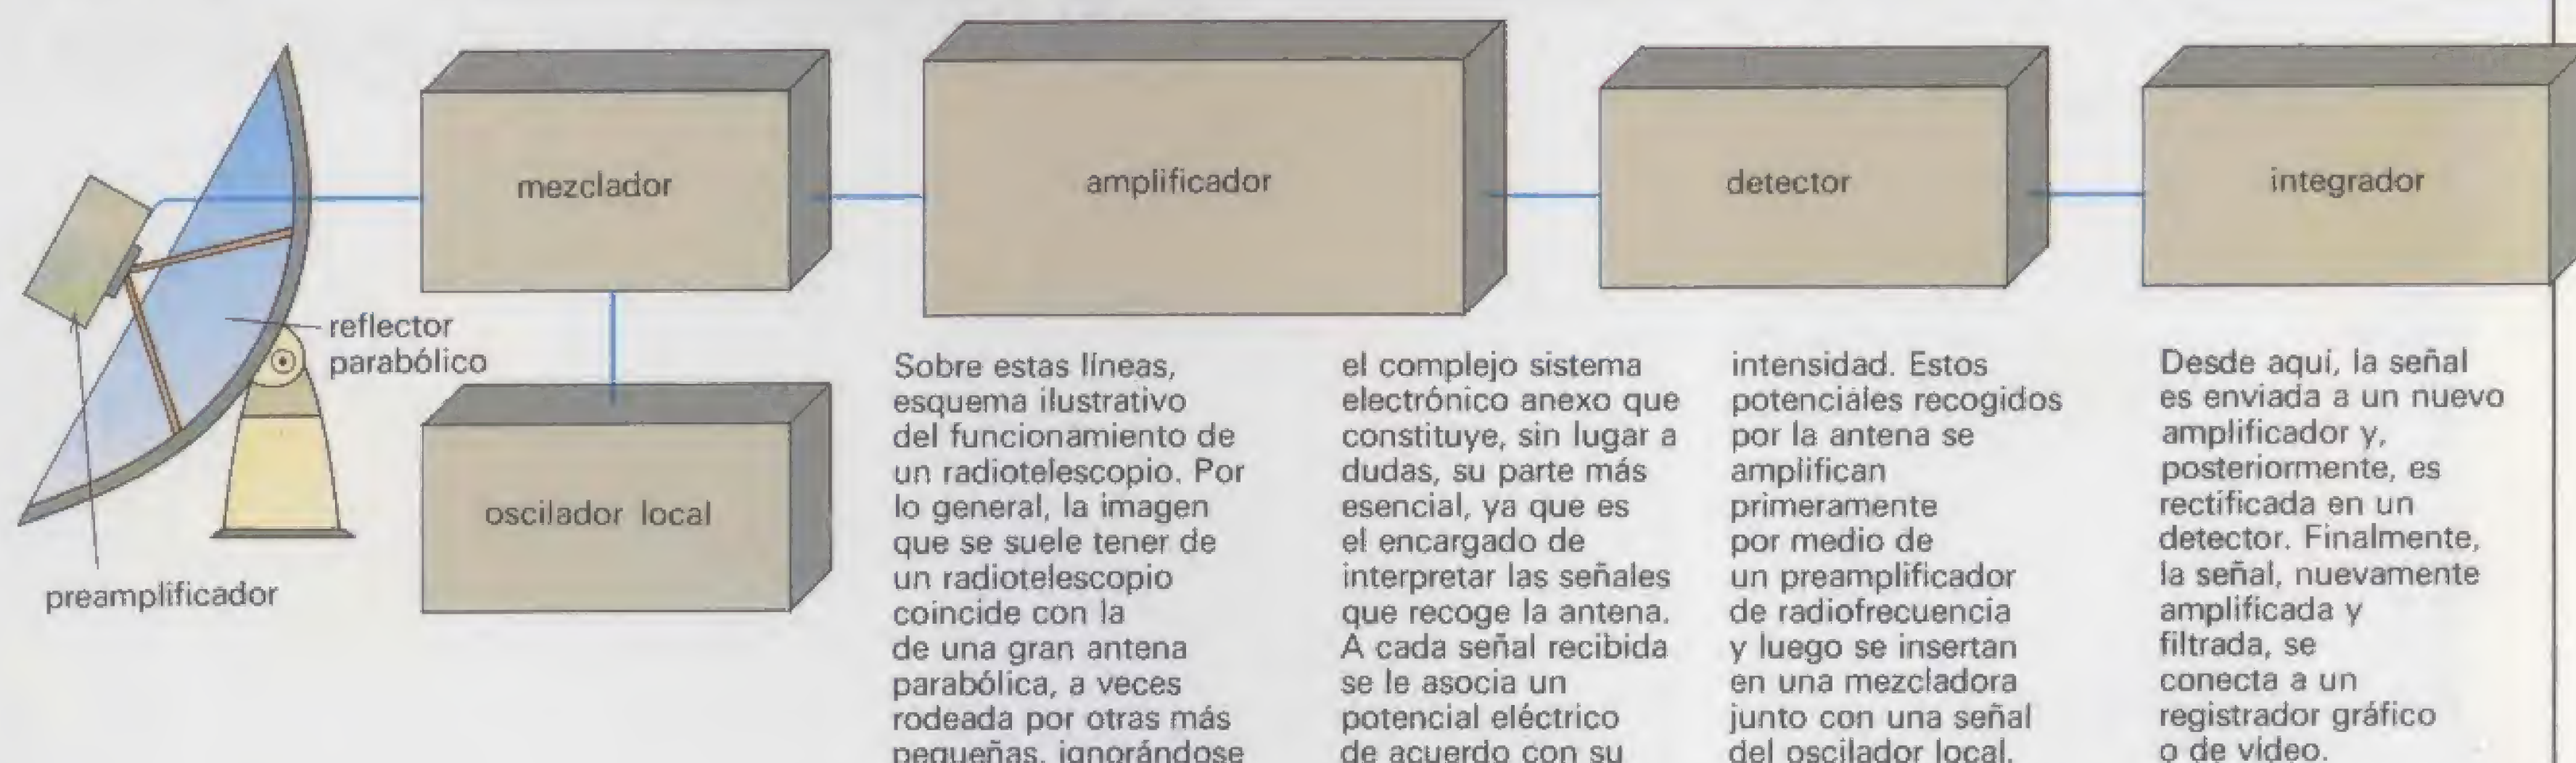 mezclador
amplificador
detector
integrador
reflector
parabólico
oscilador local
preamplificador
Sobre estas líneas,
esquema ilustrativo
del funcionamiento de
un radiotelescopio. Por
lo general, la imagen
que se suele tener de
un radiotelescopio
coincide con la
de una gran antena
parabólica, a veces
rodeada por otras más
pequeñas, ignorándose
el complejo sistema
electrónico anexo que
constituye, sin lugar a
dudas, su parte más
esencial, ya que es
el encargado de
interpretar las señales
que recoge la antena.
A cada señal recibida
se le asocia un
potencial eléctrico
de acuerdo con su
intensidad. Estos
potenciales recogidos
por la antena se
amplifican
primeramente
por medio de
un preamplificador
de radiofrecuencia
y luego se insertan
en una mezcladora
junto con una señal
del oscilador local.
Desde aquí, la señal
es enviada a un nuevo
amplificador y,
posteriormente, es
rectificada en un
detector. Finalmente,
la señal, nuevamente
amplificada y
filtrada, se
conecta a un
registrador gráfico
o de vídeo.